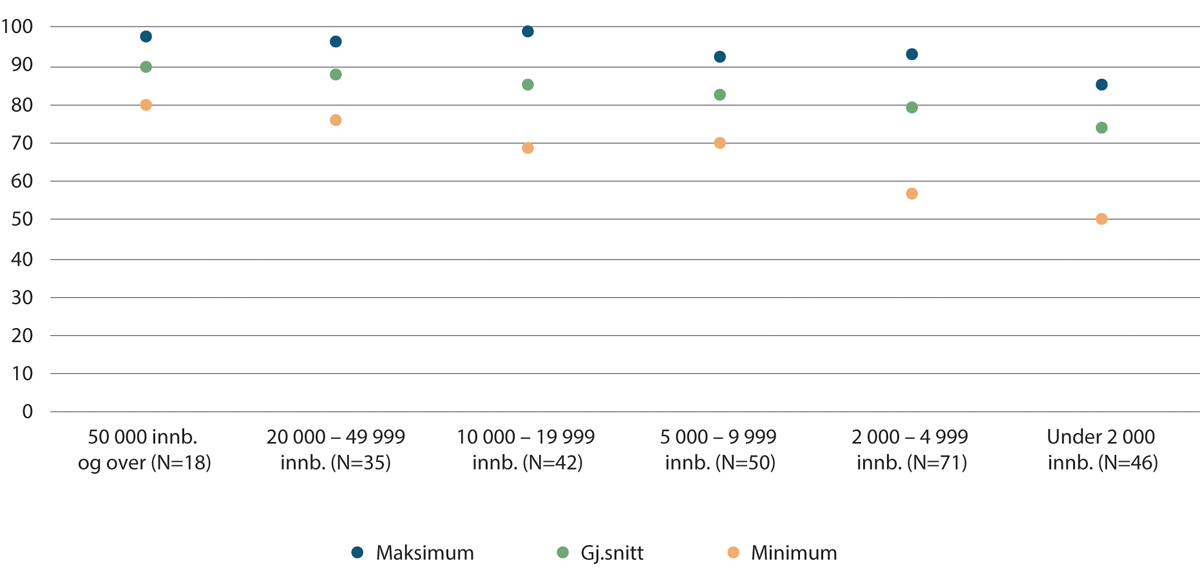 100
90
80
70
60
50
40
30
20
10
0
50 000 innb.
og over (N=18)
20 000 – 49 999
innb. (N=35)
10 000 – 19 999
innb. (N=42)
5 000 – 9 999
innb. (N=50)
2 000 – 4 999
innb. (N=71)
Under 2 000
innb. (N=46)
Maksimum
Gj.snitt
Minimum